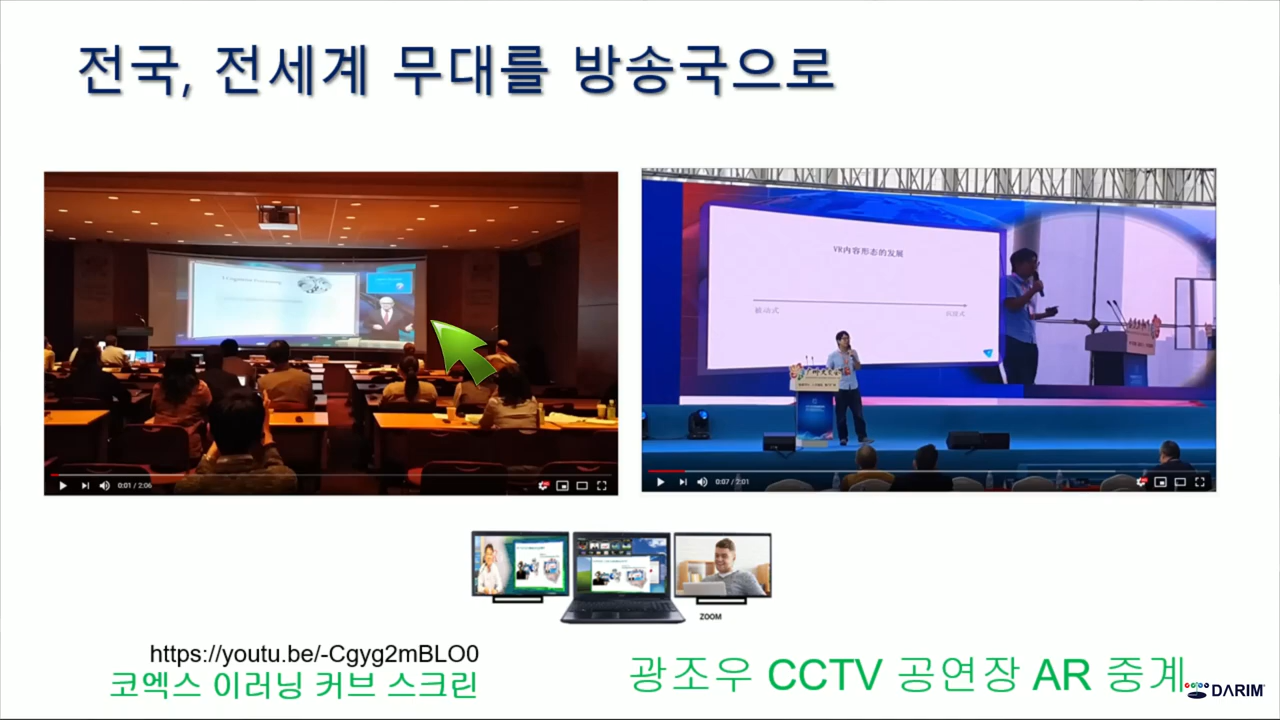 전국, 전세계 무대를 방송국으로
VR内容形态的发展
0:01 / 2:06
0:07 / 2:01
ZOOM
https://youtu.be/-Cgyg2mBLO0
코엑스 이러닝 커브 스크린
광조우 CCTV 공연장 AR 중계
DARIM